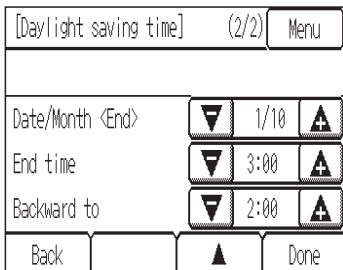 [Daylight saving time] (2/2) Menu
Date/Month <End> 1/10
End time 3:00
Backward to 2:00
Back Done